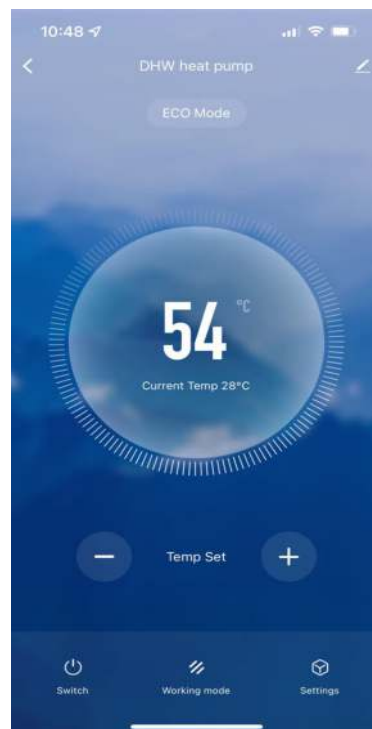 10:48
DHW heat pump
ECO Mode
54 °C
Current Temp 28°C
Temp Set
Switch
Working mode
Settings